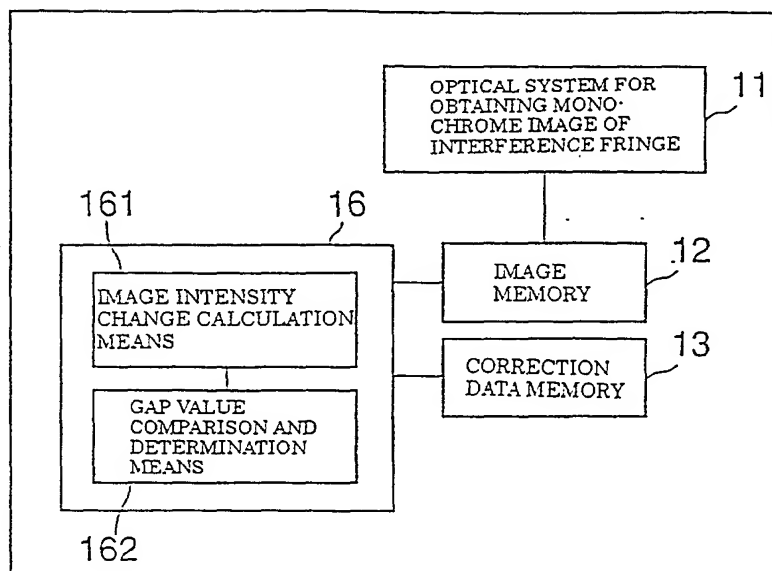 OPTICAL SYSTEM FOR
OBTAINING MONO-
CHROME IMAGE OF
INTERFERENCE FRINGE
11
161
16
IMAGE INTENSITY
CHANGE CALCULATION
MEANS
IMAGE
MEMORY
12
GAP VALUE
COMPARISON AND
DETERMINATION
MEANS
CORRECTION
DATA MEMORY
13
162